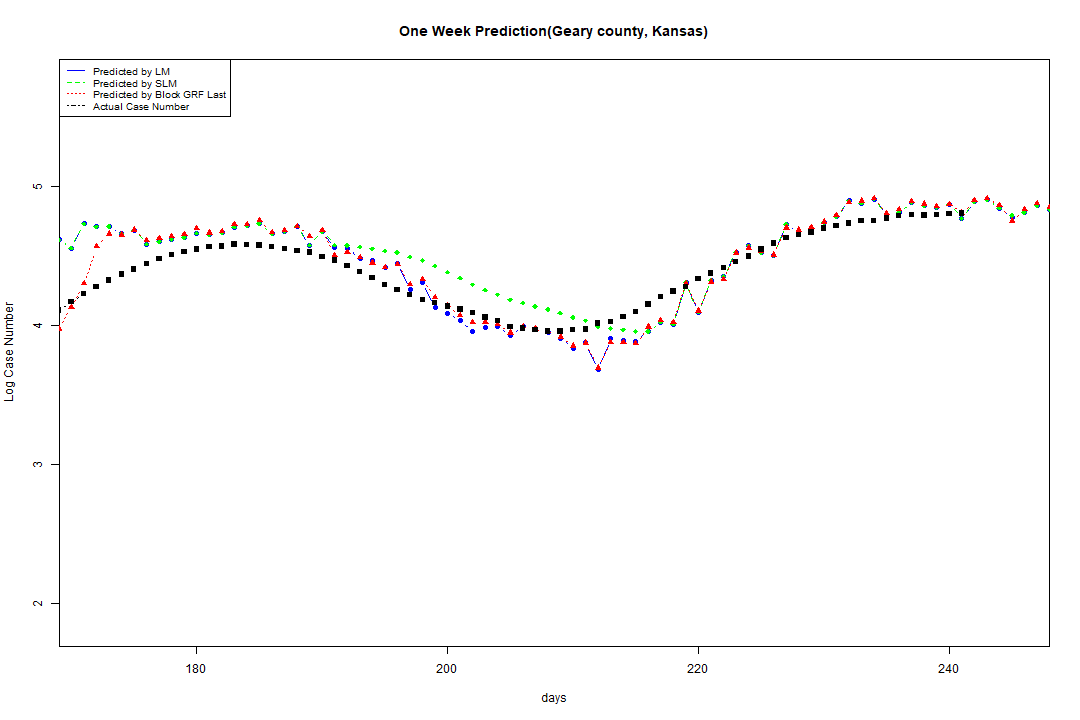 One Week Prediction(Geary county, Kansas)
Predicted by LM
Predicted by SLM
Predicted by Block GRF Last
Actual Case Number
5
4
3
2
Log Case Number
180
200
220
240
days